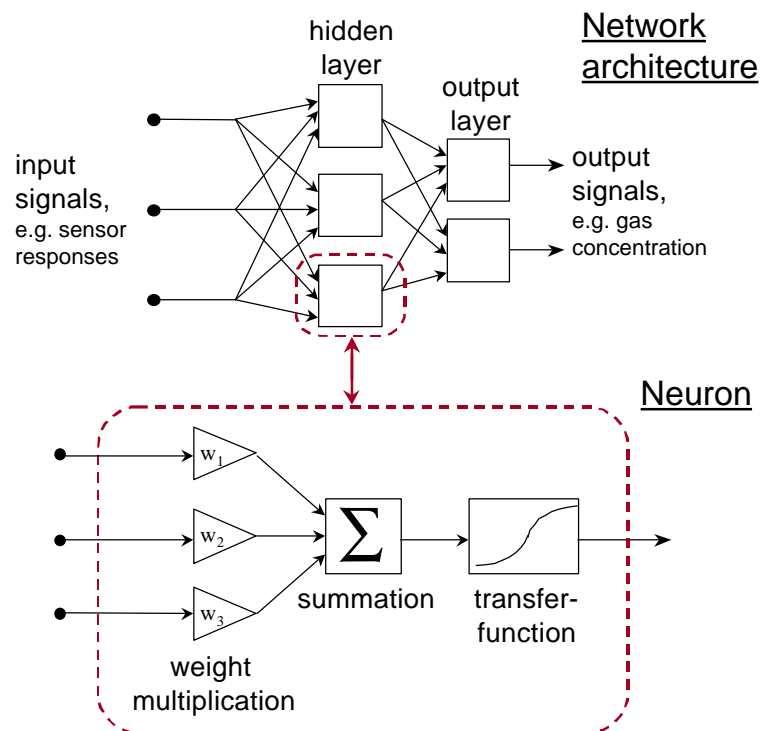 Network
architecture
hidden
layer
output
layer
input
signals,
e.g. sensor
responses
output
signals,
e.g. gas
concentration
Neuron
w1
w2
w3
Σ
summation
transfer-
function
weight
multiplication